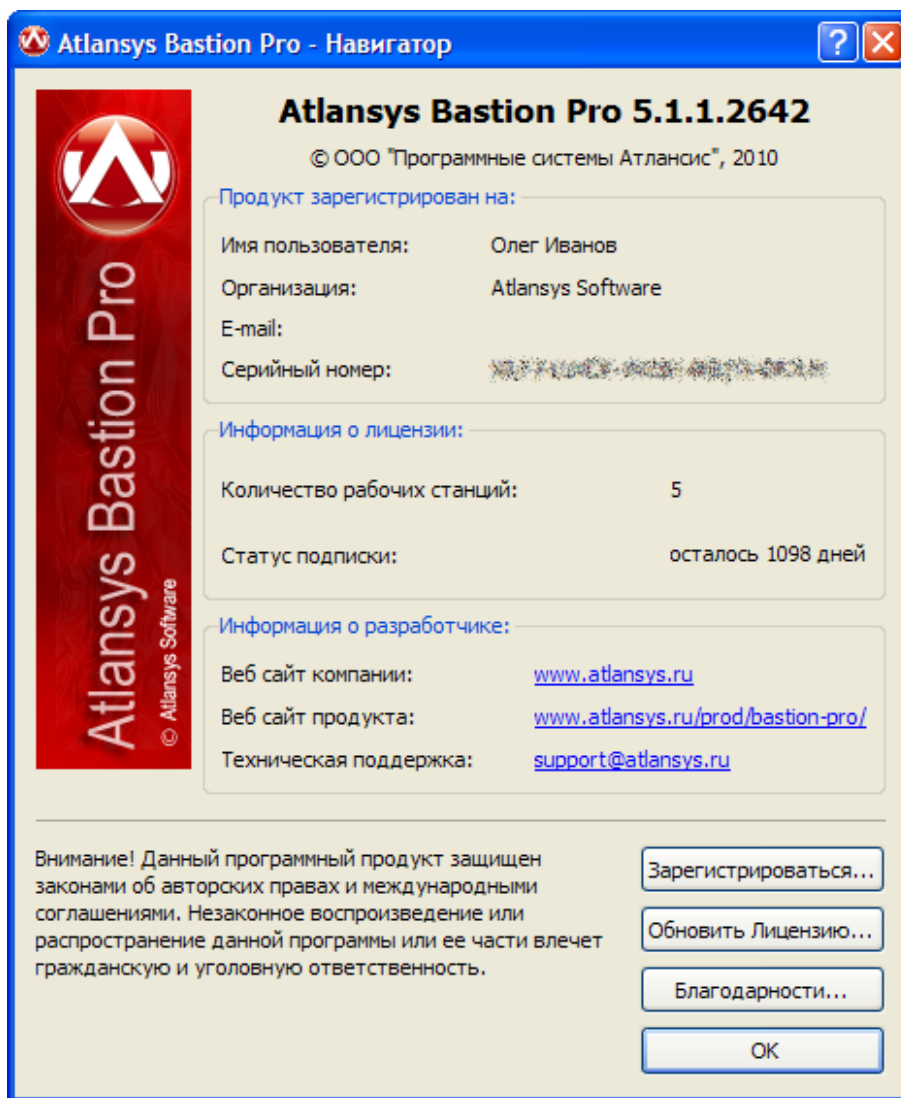 Atlansys Bastion Pro - Навигатор
Atlansys Bastion Pro
© Atlansys Software
Atlansys Bastion Pro 5.1.1.2642
© ООО "Программные системы Атлансис", 2010
Продукт зарегистрирован на:
Имя пользователя: Олег Иванов
Организация: Atlansys Software
E-mail:
Серийный номер:
Информация о лицензии:
Количество рабочих станций: 5
Статус подписки: осталось 1098 дней
Информация о разработчике:
Веб сайт компании: www.atlansys.ru
Веб сайт продукта: www.atlansys.ru/prod/bastion-pro/
Техническая поддержка: support@atlansys.ru
Внимание! Данный программный продукт защищен
законами об авторских правах и международными
соглашениями. Незаконное воспроизведение или
распространение данной программы или ее части влечет
гражданскую и уголовную ответственность.
Зарегистрироваться...
Обновить Лицензию...
Благодарности...
OK